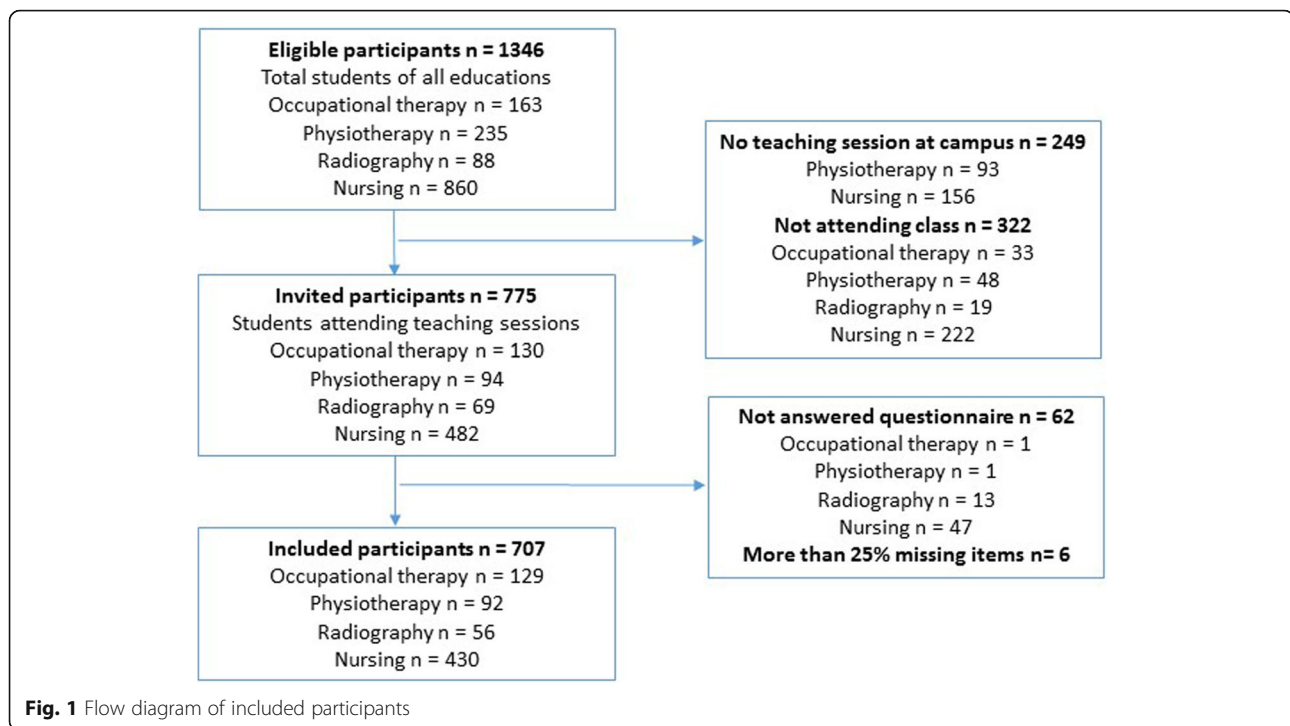 Eligible participants n = 1346
Total students of all educations
Occupational therapy n = 163
Physiotherapy n = 235
Radiography n = 88
Nursing n = 860
No teaching session at campus n = 249
Physiotherapy n = 93
Nursing n = 156
Not attending class n = 322
Occupational therapy n = 33
Physiotherapy n = 48
Radiography n = 19
Nursing n = 222
Invited participants n = 775
Students attending teaching sessions
Occupational therapy n = 130
Physiotherapy n = 94
Radiography n = 69
Nursing n = 482
Not answered questionnaire n = 62
Occupational therapy n = 1
Physiotherapy n = 1
Radiography n = 13
Nursing n = 47
More than 25% missing items n= 6
Included participants n = 707
Occupational therapy n = 129
Physiotherapy n = 92
Radiography n = 56
Nursing n = 430
Fig. 1 Flow diagram of included participants